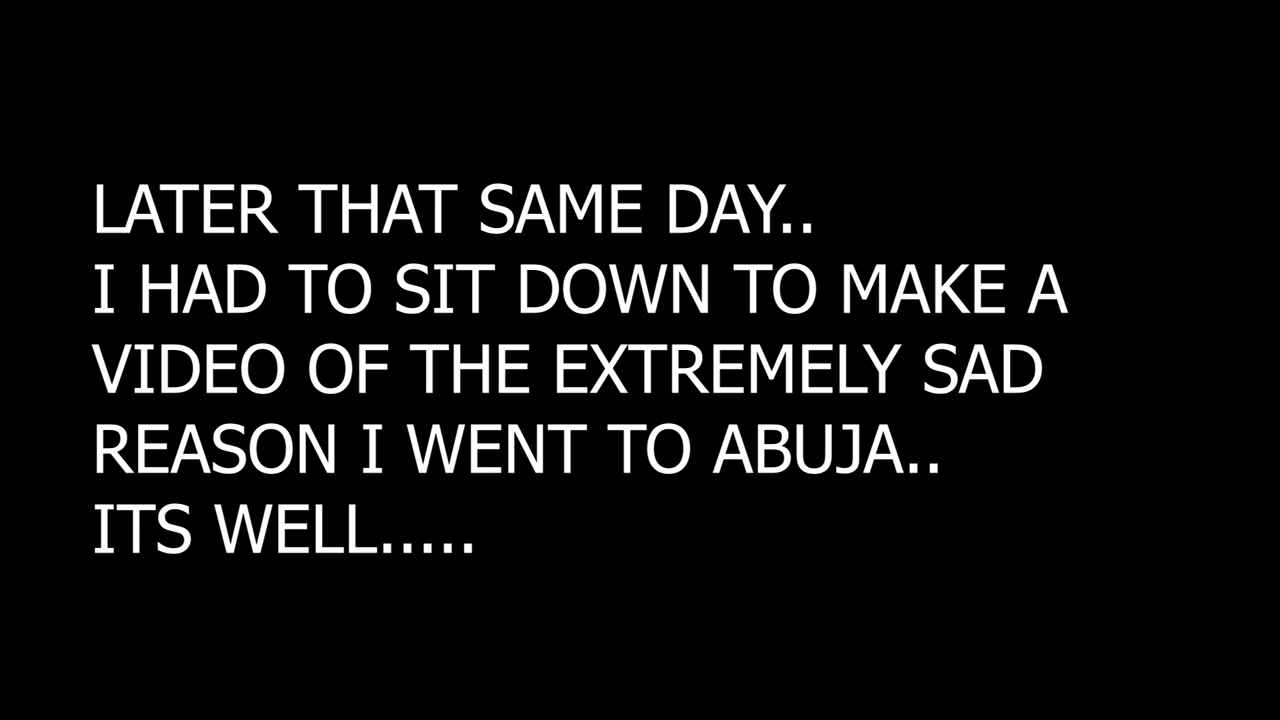 LATER THAT SAME DAY..
I HAD TO SIT DOWN TO MAKE A
VIDEO OF THE EXTREMELY SAD
REASON I WENT TO ABUJA..
ITS WELL.....